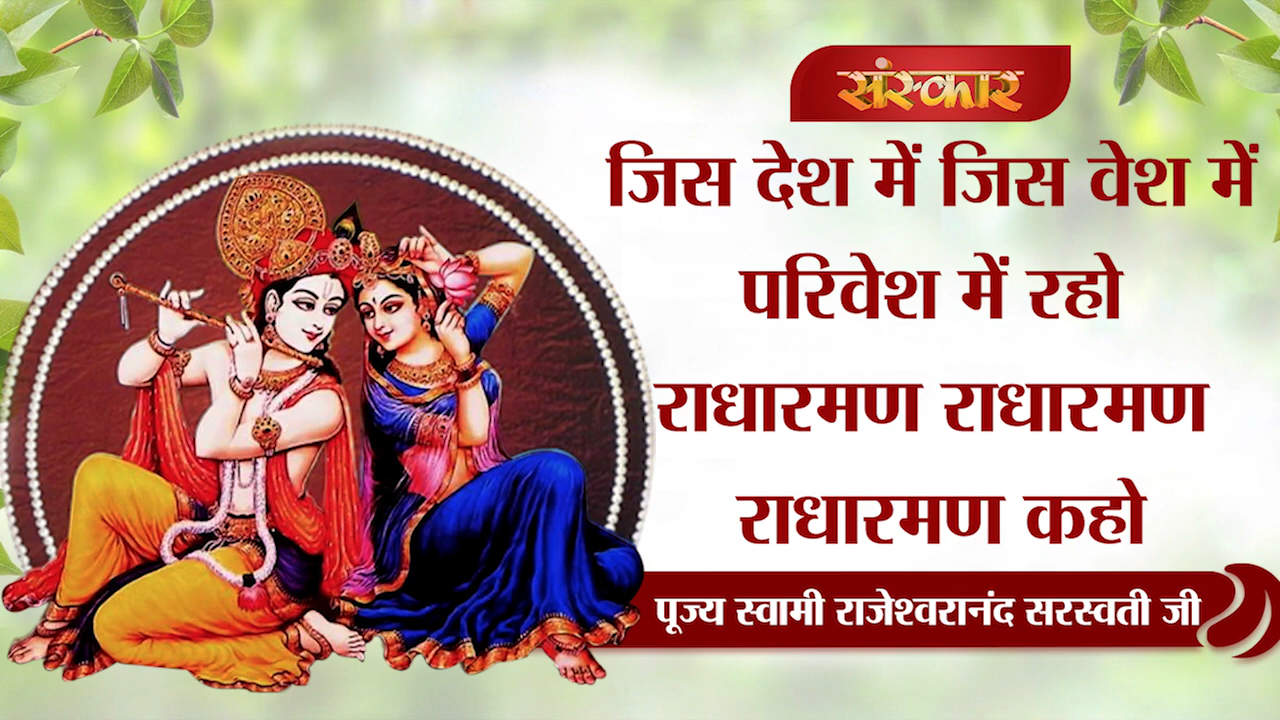 संस्कार
जिस देश में जिस वेश में
परिवेश में रहो
राधारमण राधारमण
राधारमण कहो
पूज्य स्वामी राजेश्वरानंद सरस्वती जी